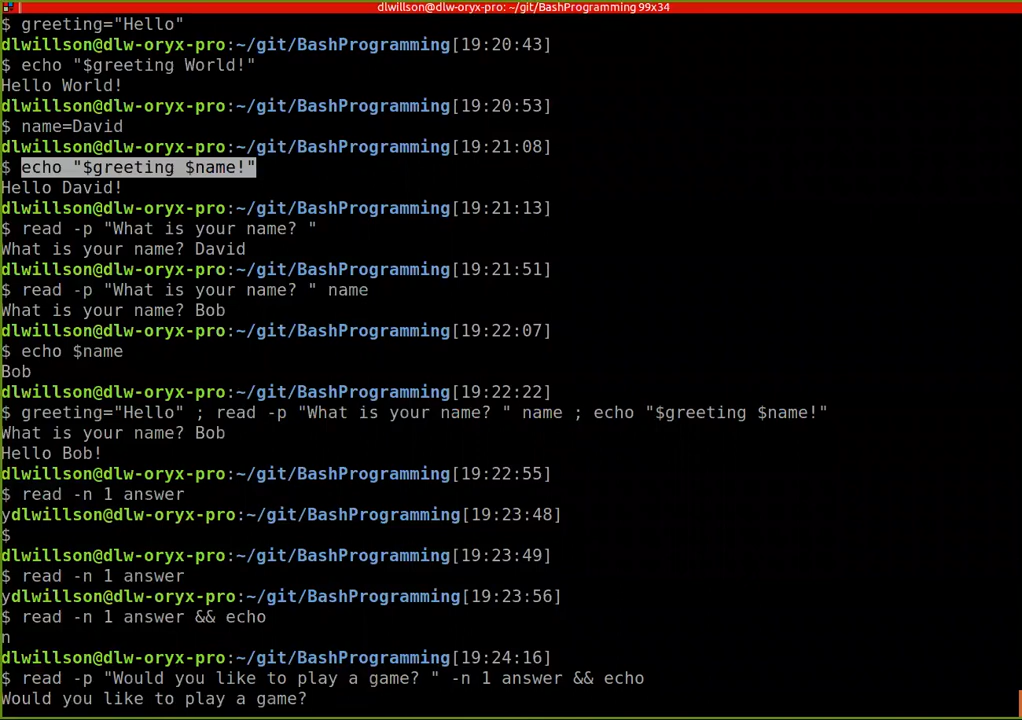 dlwillson@dlw-oryx-pro: ~/git/BashProgramming 99x34
$ greeting="Hello"
dlwillson@dlw-oryx-pro:~/git/BashProgramming[19:20:43]
$ echo "$greeting World!"
Hello World!
dlwillson@dlw-oryx-pro:~/git/BashProgramming[19:20:53]
$ name=David
dlwillson@dlw-oryx-pro:~/git/BashProgramming[19:21:08]
$ echo "$greeting $name!"
Hello David!
dlwillson@dlw-oryx-pro:~/git/BashProgramming[19:21:13]
$ read -p "What is your name? "
What is your name? David
dlwillson@dlw-oryx-pro:~/git/BashProgramming[19:21:51]
$ read -p "What is your name? " name
What is your name? Bob
dlwillson@dlw-oryx-pro:~/git/BashProgramming[19:22:07]
$ echo $name
Bob
dlwillson@dlw-oryx-pro:~/git/BashProgramming[19:22:22]
$ greeting="Hello" ; read -p "What is your name? " name ; echo "$greeting $name!"
What is your name? Bob
Hello Bob!
dlwillson@dlw-oryx-pro:~/git/BashProgramming[19:22:55]
$ read -n 1 answer
ydlwillson@dlw-oryx-pro:~/git/BashProgramming[19:23:48]
$
dlwillson@dlw-oryx-pro:~/git/BashProgramming[19:23:49]
$ read -n 1 answer
ydlwillson@dlw-oryx-pro:~/git/BashProgramming[19:23:56]
$ read -n 1 answer && echo
n
dlwillson@dlw-oryx-pro:~/git/BashProgramming[19:24:16]
$ read -p "Would you like to play a game? " -n 1 answer && echo
Would you like to play a game?